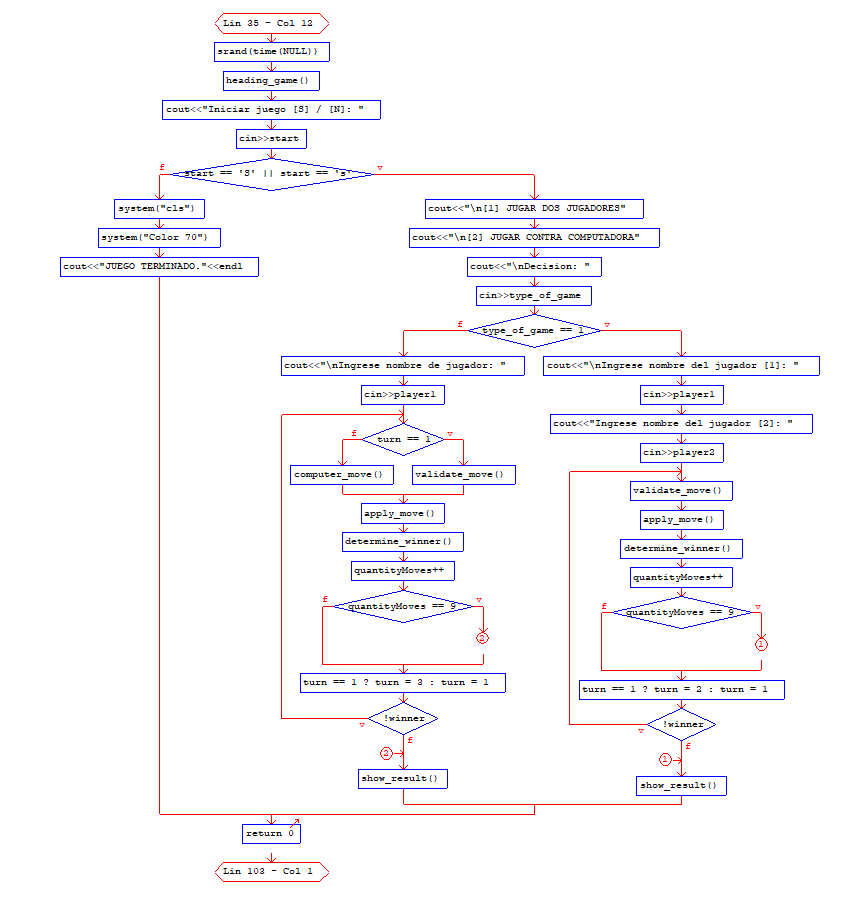 Lin 35 - Col 12
srand(time(NULL))
heading_game()
cout<<"Iniciar juego [S] / [N]: "
cin>>start
f
start == 'S' || start == 's'
v
system("cls")
system("Color 70")
cout<<"JUEGO TERMINADO."<<endl
cout<<"\n[1] JUGAR DOS JUGADORES"
cout<<"\n[2] JUGAR CONTRA COMPUTADORA"
cout<<"\nDecision: "
cin>>type_of_game
f
type_of_game == 1
v
cout<<"\nIngrese nombre de jugador: "
cin>>player1
f
turn == 1
v
computer_move()
validate_move()
apply_move()
determine_winner()
quantityMoves++
f
quantityMoves == 9
v
2
turn == 1 ? turn = 3 : turn = 1
!winner
v
f
2
show_result()
cout<<"\nIngrese nombre del jugador [1]: "
cin>>player1
cout<<"Ingrese nombre del jugador [2]: "
cin>>player2
validate_move()
apply_move()
determine_winner()
quantityMoves++
f
quantityMoves == 9
v
1
turn == 1 ? turn = 2 : turn = 1
!winner
v
f
1
show_result()
return 0
Lin 103 - Col 1